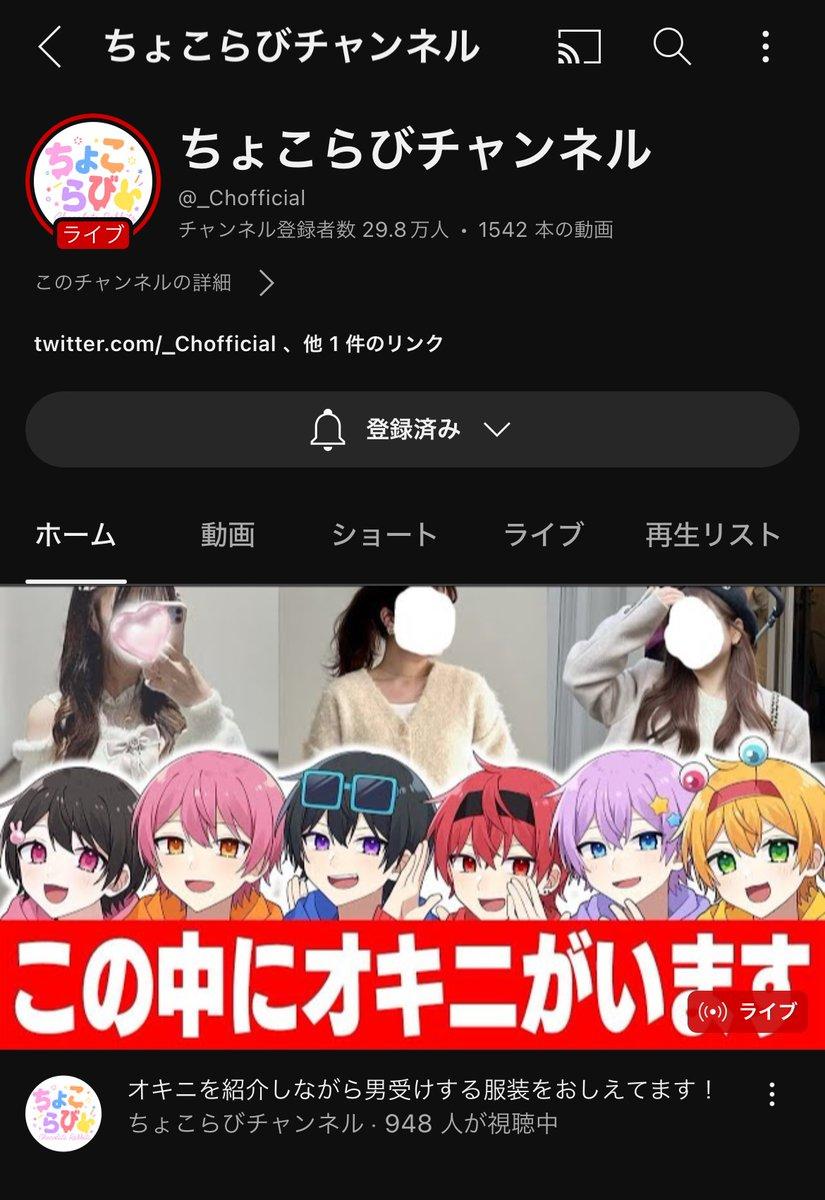 ちょこらびチャンネル
ちょこ
らび
ライブ
ちょこらびチャンネル
@_Chofficial
チャンネル登録者数 29.8万人 • 1542 本の動画
このチャンネルの詳細
twitter.com/_Chofficial 、他 1 件のリンク
登録済み
ホーム 動画 ショート ライブ 再生リスト
この中にオキニがいます
ライブ
ちょこ
らび
Chocolate Rabbit
オキニを紹介しながら男受けする服装をおしえてます！
ちょこらびチャンネル · 948 人が視聴中